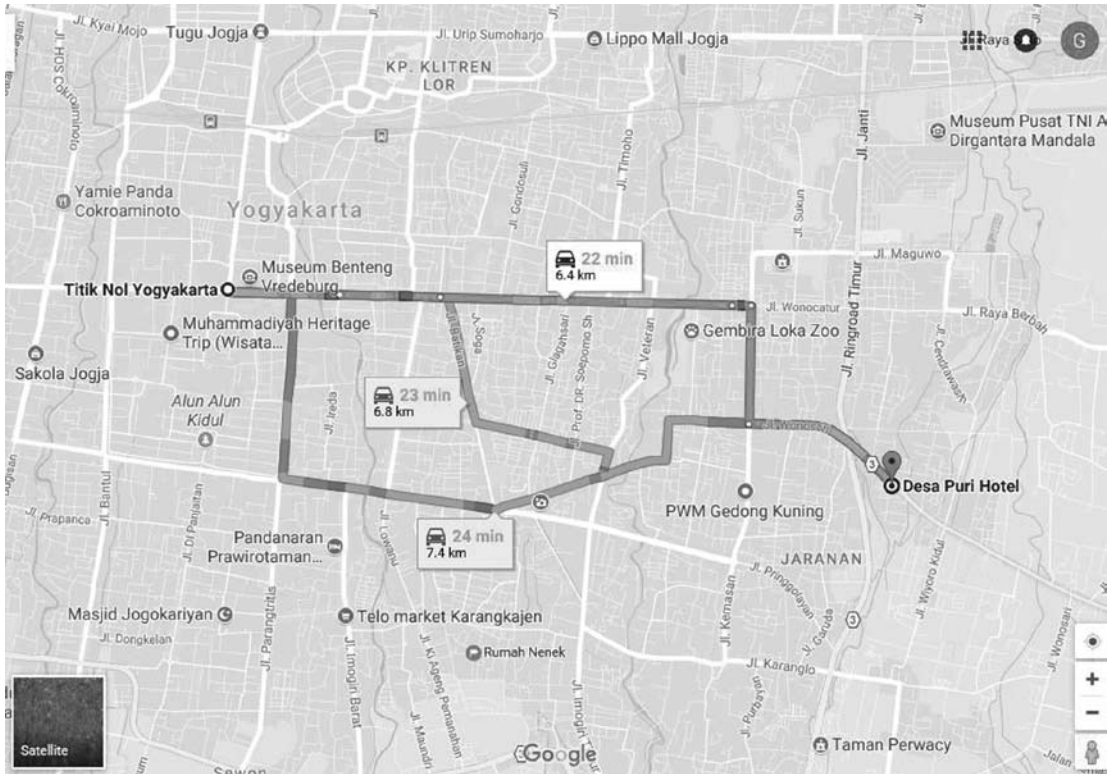 Jl. Kyai Mojo
Tugu Jogja
Jl. Urip Sumoharjo
Lippo Mall Jogja
G
Jl. HOS Cokroaminoto
KP. KLITREN
LOR
Jl. Timoho
Jl. Janti
Museum Pusat TNI A
Dirgantara Mandala
Yamie Panda
Cokroaminoto
Yogyakarta
Jl. Gondosuli
Jl. Sukun
22 min
6.4 km
Jl. Maguwo
Museum Benteng
Vredeburg
Titik Nol Yogyakarta
Jl. Wonocatur
Jl. Raya Berbah
Muhammadiyah Heritage
Trip (Wisata...
Jl. Batikan
Jl. Glagahsari
Jl. Prof. DR. Soepomo Sh
Jl. Veteran
Gembira Loka Zoo
Jl. Ringroad Timur
Jl. Cendrawasih
Sakola Jogja
23 min
6.8 km
Alun Alun
Kidul
Jl. Ireda
Jl. Wonosari
3
Desa Puri Hotel
Jl. Bantul
Jl. Prapanca
Jl. DI Panjaitan
PWM Gedong Kuning
24 min
7.4 km
Pandanaran
Prawirotaman...
Jl. Lowanu
JARANAN
Jl. Pringgolayan
Jl. Wiyoro Kidul
Masjid Jogokariyan
Telo market Karangkajen
Jl. Kemasan
Jl. Garuda
3
Jl. Dongkelan
Jl. Parangtritis
Rumah Nenek
Jl. Karanglo
Jl. Wonosari
Jl. Imogiri Barat
Jl. Ki Ageng Pemanahan
Jl. Purbayan
Jl. Maundri
Satellite
Google
Taman Perwacy